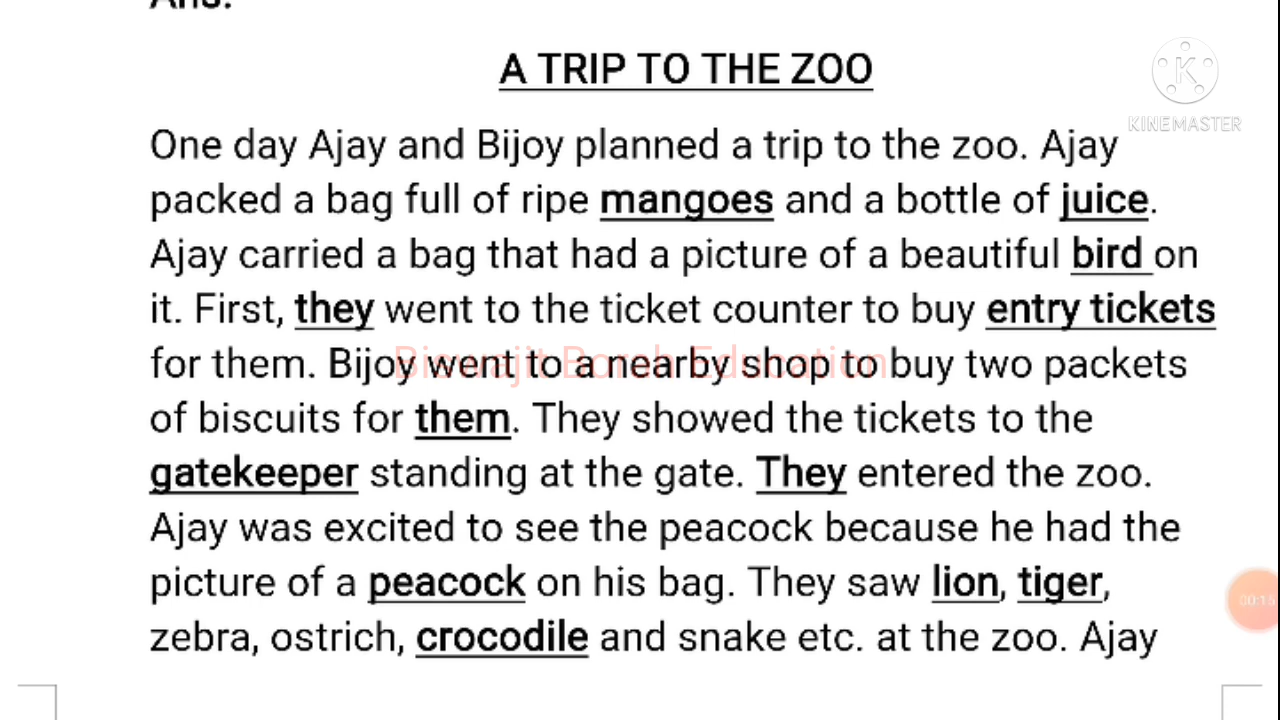 Ans:
A TRIP TO THE ZOO
KINEMASTER
One day Ajay and Bijoy planned a trip to the zoo. Ajay
packed a bag full of ripe mangoes and a bottle of juice.
Ajay carried a bag that had a picture of a beautiful bird on
it. First, they went to the ticket counter to buy entry tickets
for them. Bijoy went to a nearby shop to buy two packets
Biswajit Borah Education
of biscuits for them. They showed the tickets to the
gatekeeper standing at the gate. They entered the zoo.
Ajay was excited to see the peacock because he had the
picture of a peacock on his bag. They saw lion, tiger,
00:16
zebra, ostrich, crocodile and snake etc. at the zoo. Ajay